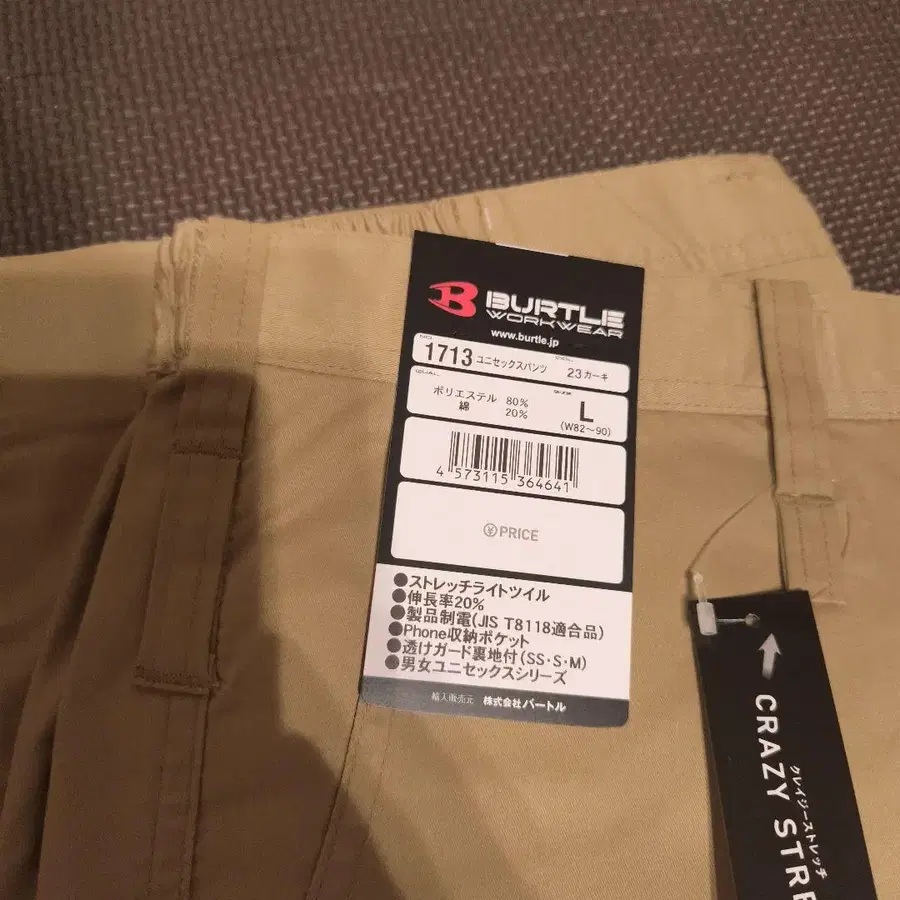 BURTLE
WORKWEAR
www.burtle.jp
1713 ユニセックスパンツ 23 カーキ
ポリエステル 80%
綿 20%
L
(W82～90)
4 573115 364641
¥ PRICE
●ストレッチライトツイル
●伸長率20%
●製品制電(JIS T8118適合品)
●Phone収納ポケット
●透けガード裏地付(SS・S・M)
●男女ユニセックスシリーズ
輸入販売元 株式会社バートル
クレイジーストレッチ
CRAZY STRE